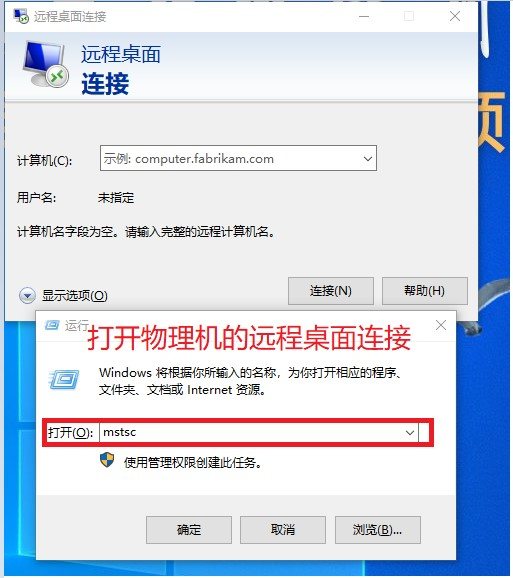 远程桌面连接
远程桌面
连接
计算机(C):
示例: computer.fabrikam.com
用户名:
未指定
计算机名字段为空。请输入完整的远程计算机名。
显示选项(O)
连接(N)
帮助(H)
运行
打开物理机的远程桌面连接
Windows 将根据你所输入的名称，为你打开相应的程序、
文件夹、文档或 Internet 资源。
打开(O):
mstsc
使用管理权限创建此任务。
确定
取消
浏览(B)...